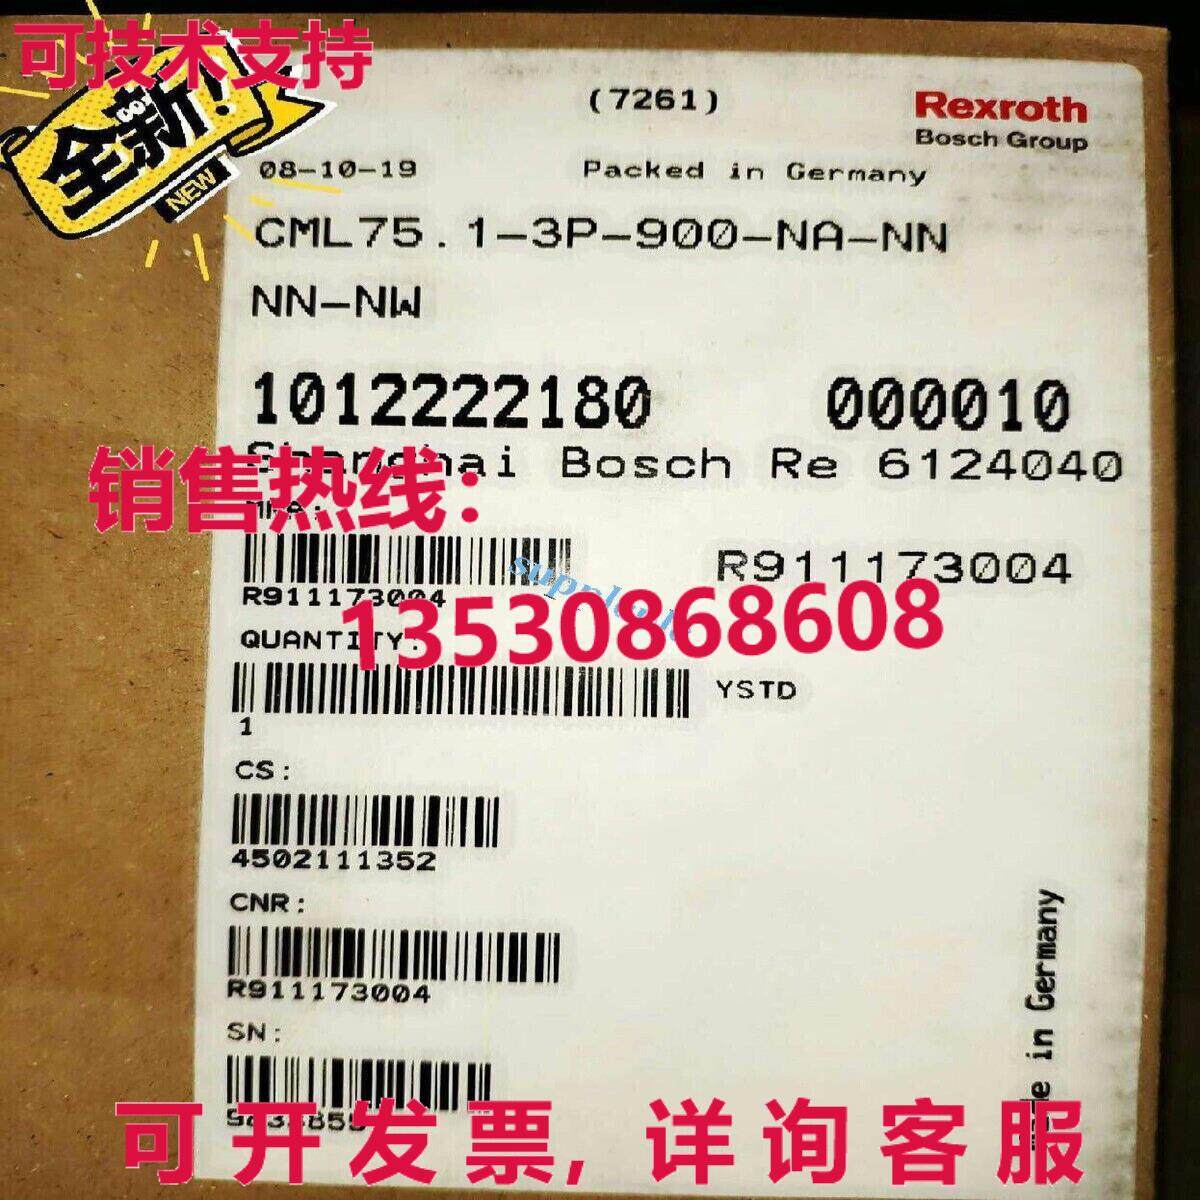 可技术支持
全新!
NEW
(7261)
Rexroth
Bosch Group
08-10-19
Packed in Germany
CML75.1-3P-900-NA-NN
NN-NW
1012222180 000010
Shanghai Bosch Re 6124040
销售热线:
R911173004
R911173004
13530868608
QUANTITY:
YSTD
1
CS:
4502111352
CNR:
R911173004
SN:
in Germany
可开发票,详询客服